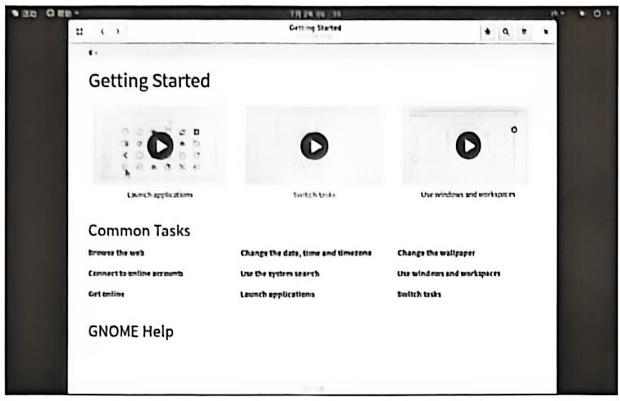 Getting Started
Getting Started
Launch applications
Switch tasks
Use windows and workspaces
Common Tasks
Browse the web
Change the date, time and timezone
Change the wallpaper
Connect to online accounts
Use the system search
Use windows and workspaces
Get online
Launch applications
Switch tasks
GNOME Help